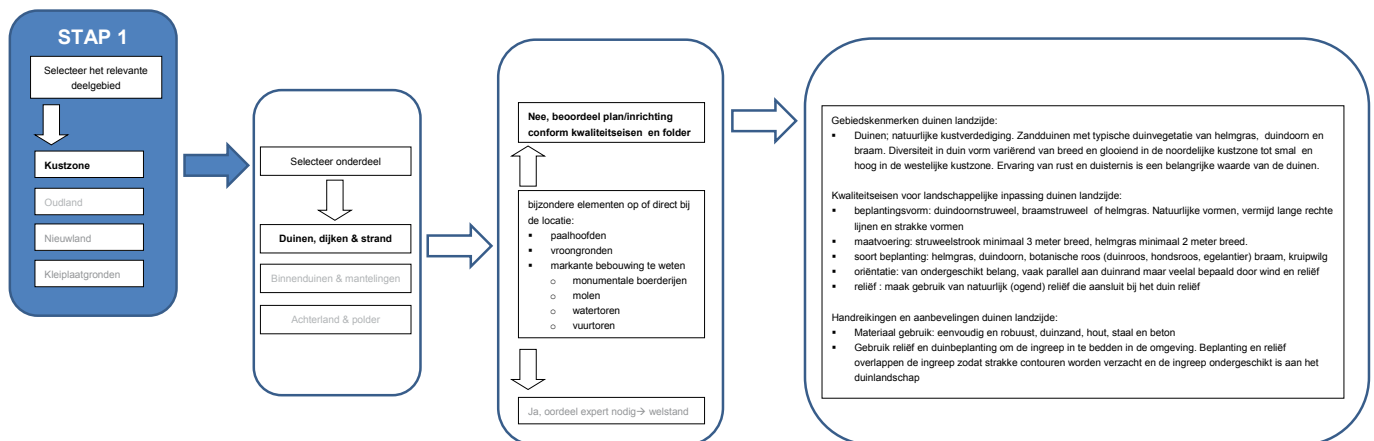 STAP 1
Selecteer het relevante
deelgebied
Kustzone
Oudland
Nieuwland
Kleiplaatgronden
Selecteer onderdeel
Duinen, dijken & strand
Binnenduinen & mantelingen
Achterland & polder
Nee, beoordeel plan/inrichting
conform kwaliteitseisen en folder
bijzondere elementen op of direct bij
de locatie:
▪ paalhoofden
▪ vroongronden
▪ markante bebouwing te weten
o monumentale boerderijen
o molen
o watertoren
o vuurtoren
Ja, oordeel expert nodig→ welstand
Gebiedskenmerken duinen landzijde:
▪ Duinen; natuurlijke kustverdediging. Zandduinen met typische duinvegetatie van helmgras, duindoorn en
braam. Diversiteit in duin vorm variërend van breed en glooiend in de noordelijke kustzone tot smal en
hoog in de westelijke kustzone. Ervaring van rust en duisternis is een belangrijke waarde van de duinen.
Kwaliteitseisen voor landschappelijke inpassing duinen landzijde:
▪ beplantingsvorm: duindoornstruweel, braamstruweel of helmgras. Natuurlijke vormen, vermijd lange rechte
lijnen en strakke vormen
▪ maatvoering: struweelstrook minimaal 3 meter breed, helmgras minimaal 2 meter breed.
▪ soort beplanting: helmgras, duindoorn, botanische roos (duinroos, hondsroos, egelantier) braam, kruipwilg
▪ oriëntatie: van ondergeschikt belang, vaak parallel aan duinrand maar veelal bepaald door wind en reliëf
▪ reliëf : maak gebruik van natuurlijk (ogend) reliëf die aansluit bij het duin reliëf
Handreikingen en aanbevelingen duinen landzijde:
▪ Materiaal gebruik: eenvoudig en robuust, duinzand, hout, staal en beton
▪ Gebruik reliëf en duinbeplanting om de ingreep in te bedden in de omgeving. Beplanting en reliëf
overlappen de ingreep zodat strakke contouren worden verzacht en de ingreep ondergeschikt is aan het
duinlandschap